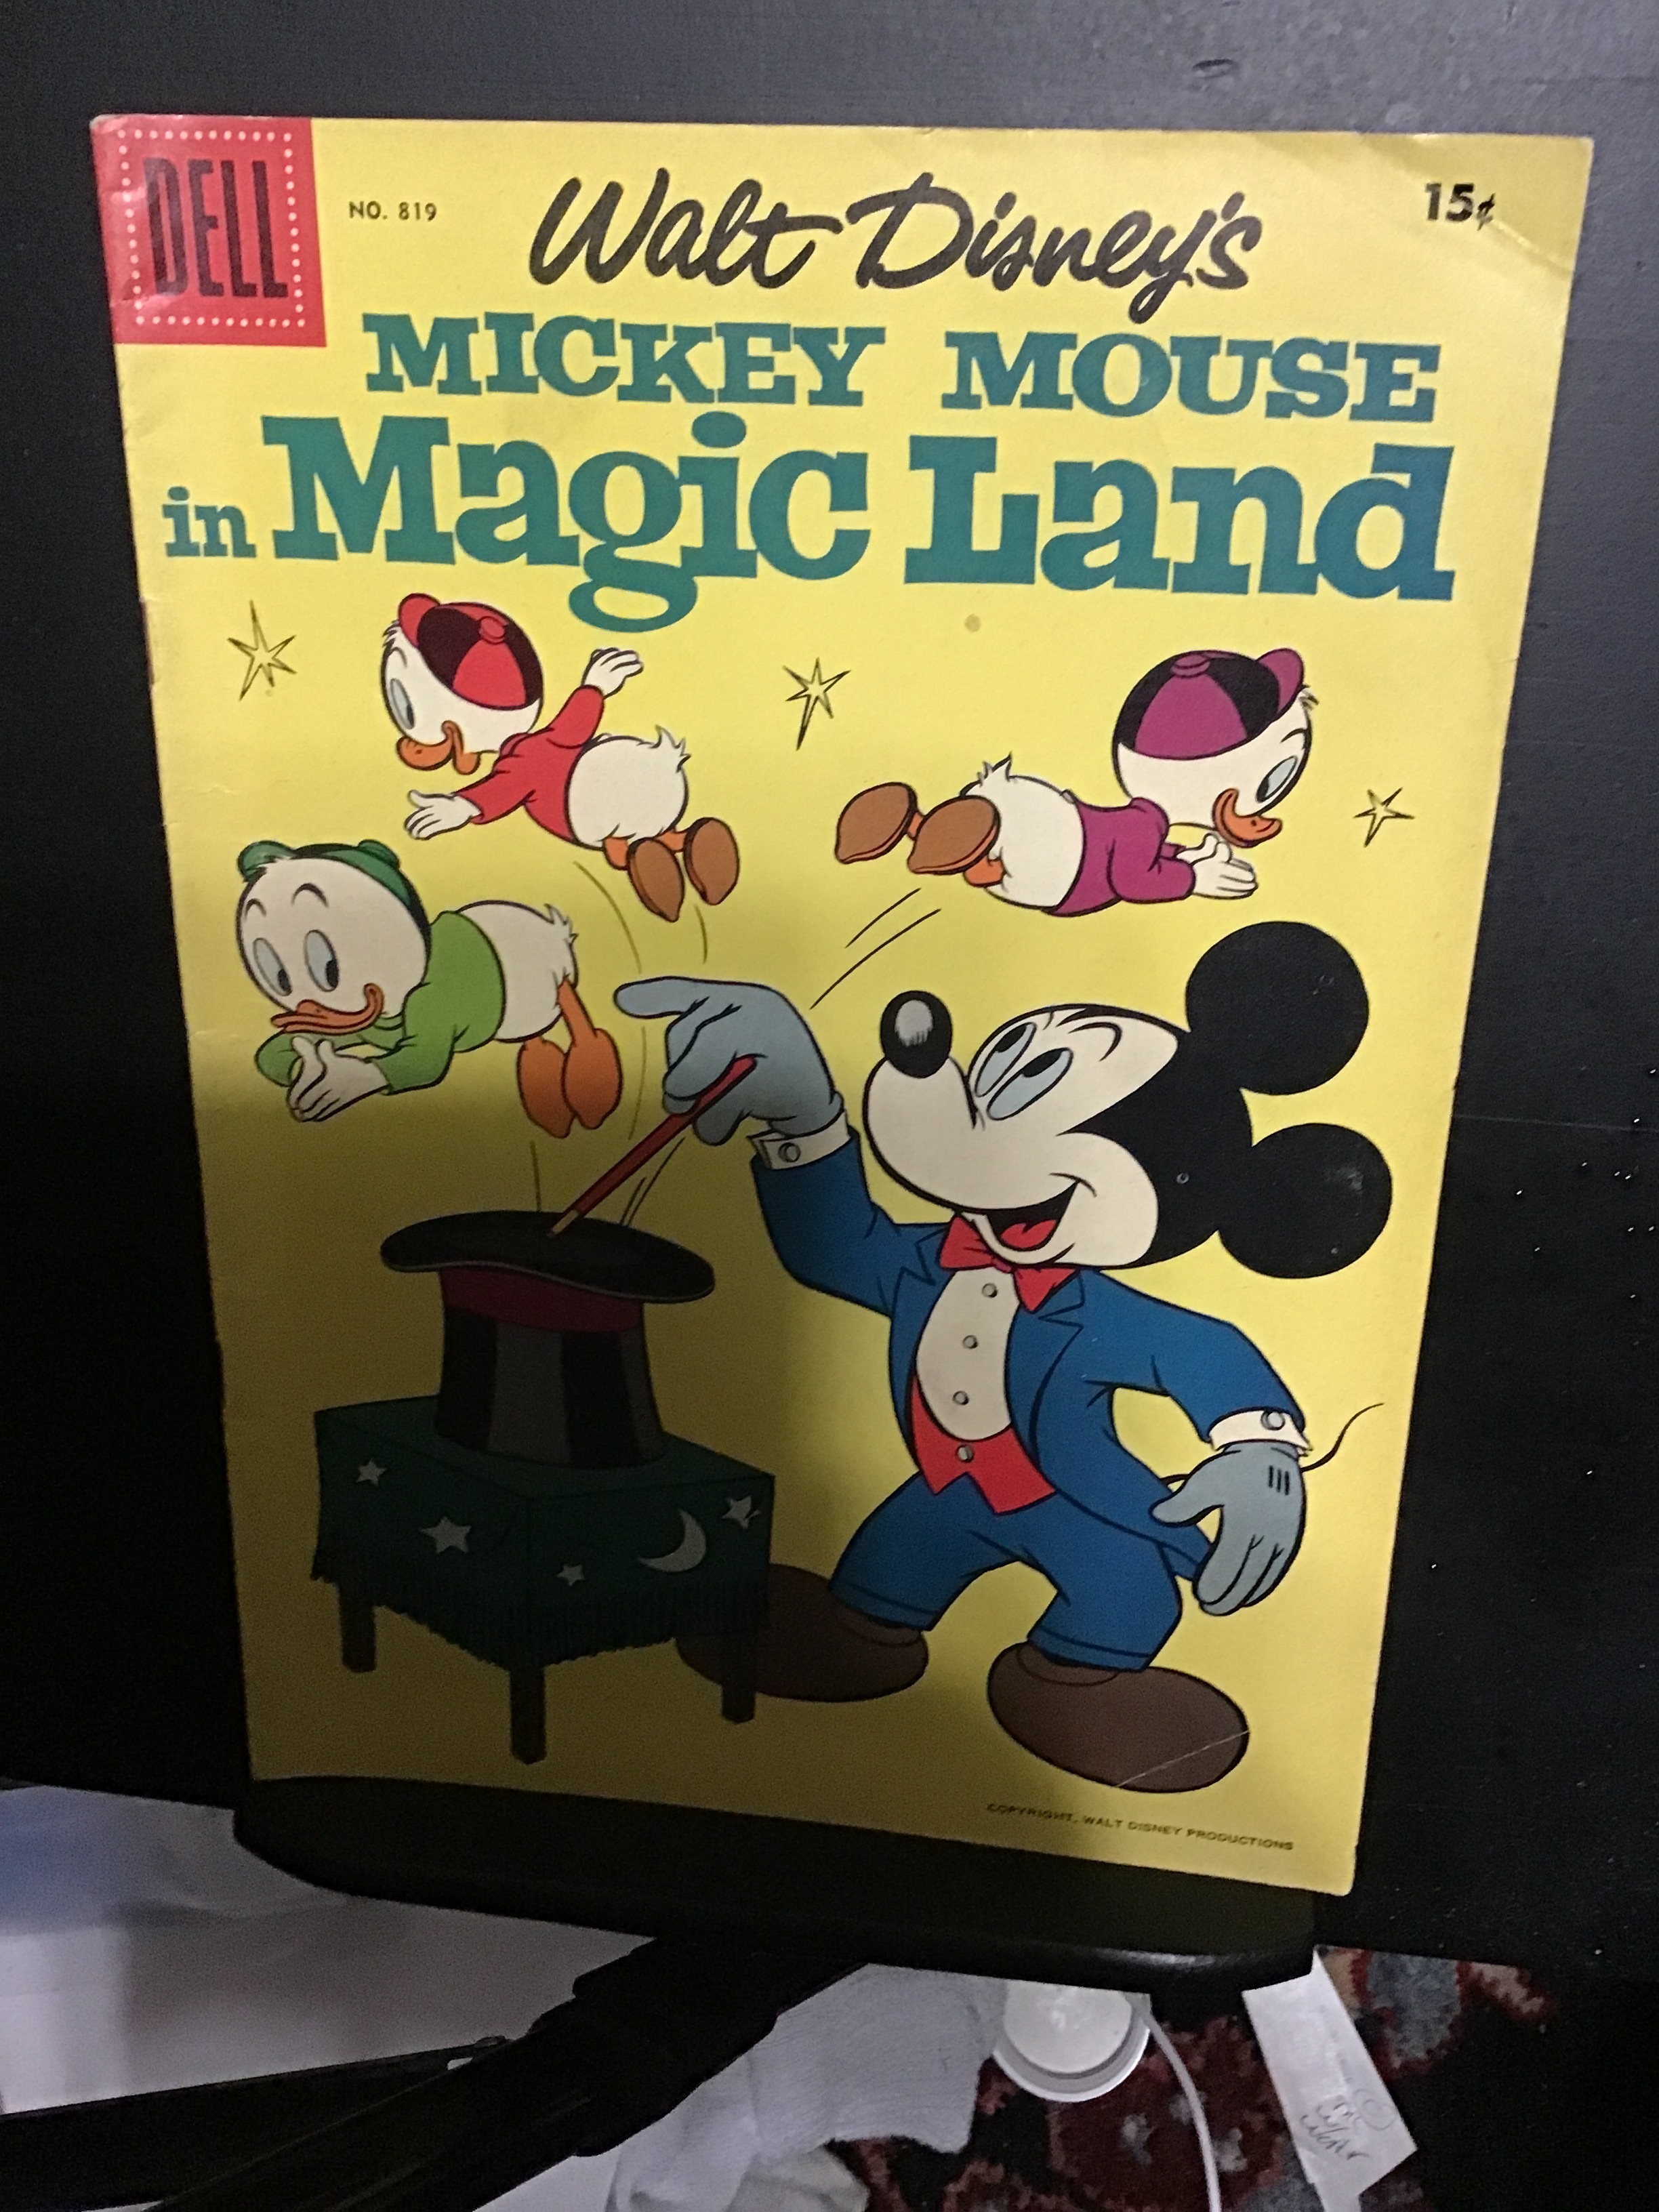 DELL
NO. 819
Walt Disney's
15¢
MICKEY MOUSE
in Magic Land
COPYRIGHT, WALT DISNEY PRODUCTIONS